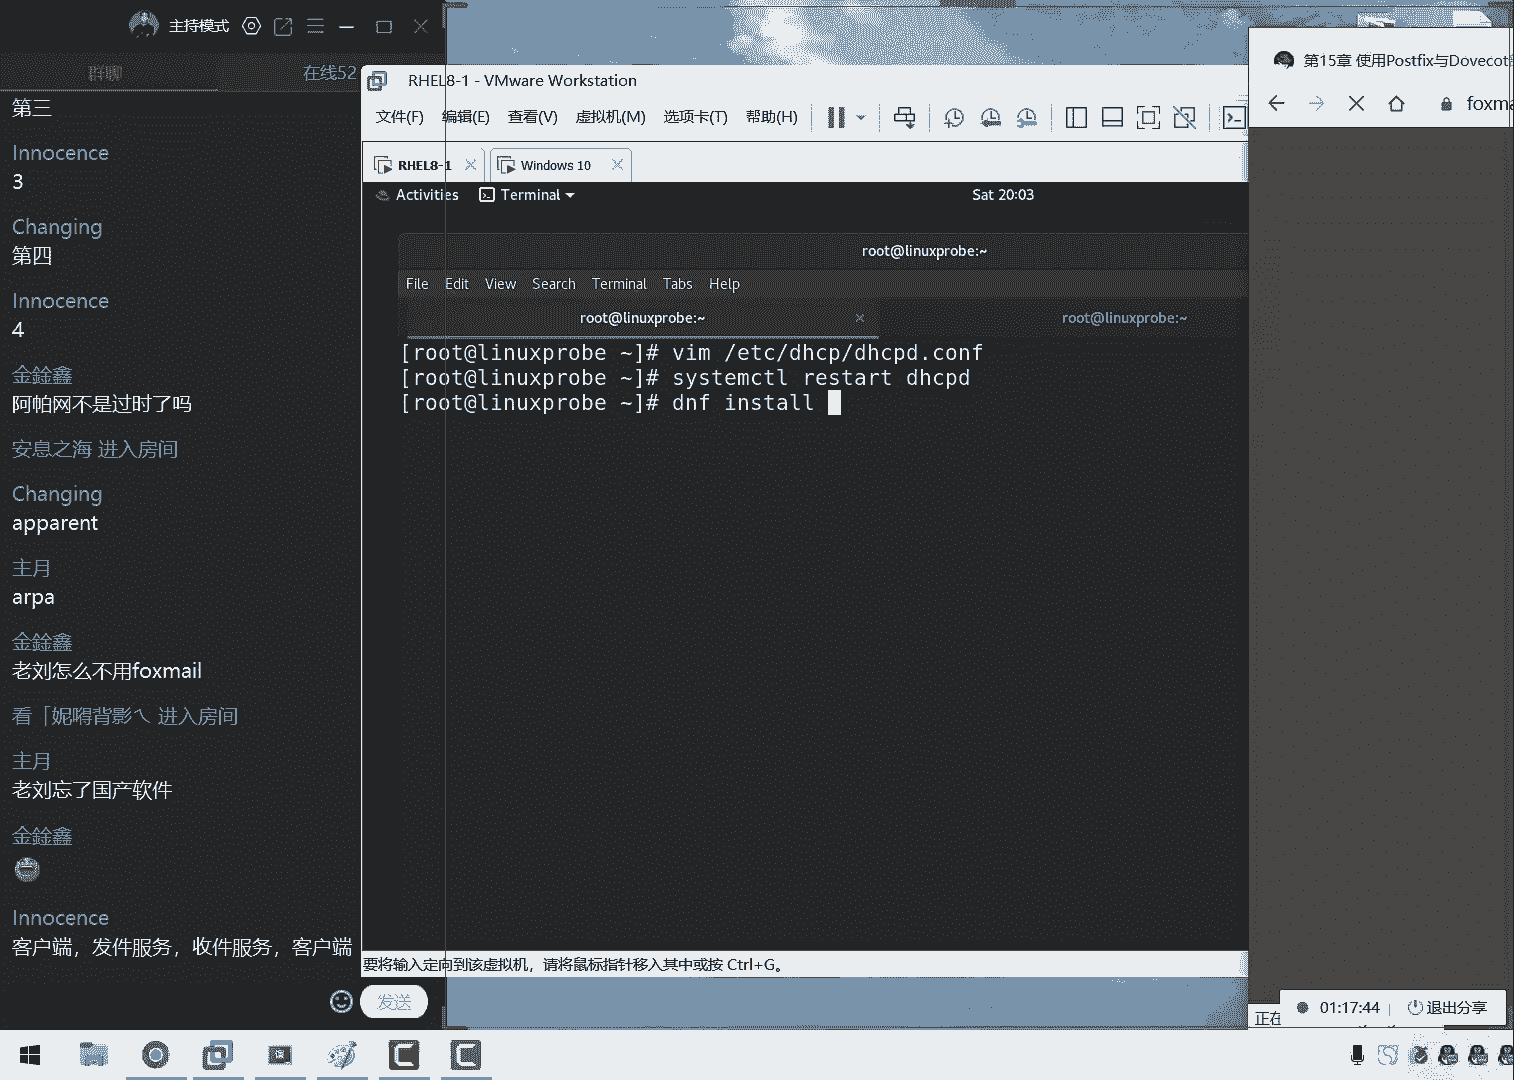 主持模式
群聊
在线52
第三
Innocence
3
Changing
第四
Innocence
4
金銓鑫
阿帕网不是过时了吗
安息之海 进入房间
Changing
apparent
主月
arpa
金銓鑫
老刘怎么不用foxmail
进入房间
主月
老刘忘了国产软件
金銓鑫
Innocence
客户端，发件服务，收件服务，客户端
发送
RHEL8-1 - VMware Workstation
文件(F) 编辑(E) 查看(V) 虚拟机(M) 选项卡(T) 帮助(H)
RHEL8-1
Windows 10
Activities
Terminal
Sat 20:03
root@linuxprobe:~
File Edit View Search Terminal Tabs Help
root@linuxprobe:~
root@linuxprobe:~
[root@linuxprobe ~]# vim /etc/dhcp/dhcpd.conf
[root@linuxprobe ~]# systemctl restart dhcpd
[root@linuxprobe ~]# dnf install
要将输入定向到该虚拟机，请将鼠标指针移入其中或按 Ctrl+G。
第15章 使用Postfix与Dovecot
foxma
正在
01:17:44
退出分享